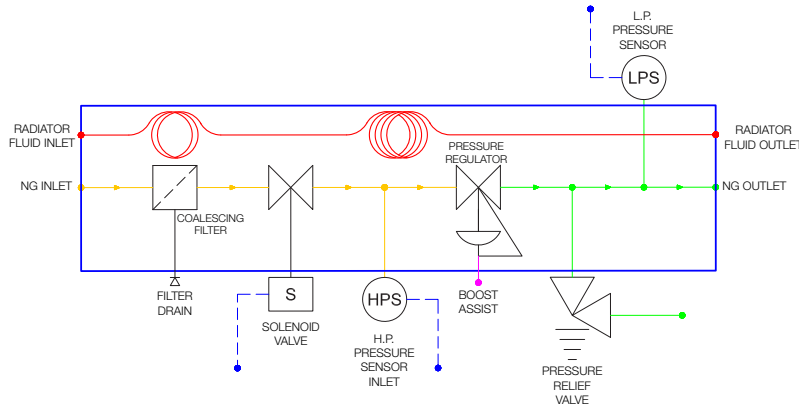 L.P.
PRESSURE
SENSOR
LPS
RADIATOR
FLUID INLET
RADIATOR
FLUID OUTLET
PRESSURE
REGULATOR
NG INLET
NG OUTLET
COALESCING
FILTER
FILTER
DRAIN
S
SOLENOID
VALVE
HPS
H.P.
PRESSURE
SENSOR
INLET
BOOST
ASSIST
PRESSURE
RELIEF
VALVE